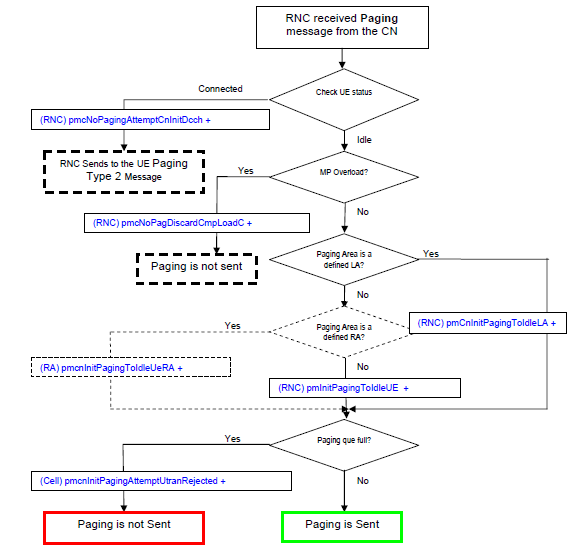 RNC received Paging
message from the CN
Check UE status
Connected
(RNC) pmcNoPagingAttemptCnInitDcch +
Idle
RNC Sends to the UE Paging
Type 2 Message
MP Overload?
Yes
No
(RNC) pmcNoPagDiscardCmpLoadC +
Paging is not sent
Paging Area is a
defined LA?
Yes
No
(RNC) pmCnInitPagingToIdleLA +
Paging Area is a
defined RA?
Yes
No
(RA) pmcnInitPagingToIdleUeRA +
(RNC) pmInitPagingToIdleUE +
Paging que full?
Yes
No
(Cell) pmcnInitPagingAttemptUtranRejected +
Paging is not Sent
Paging is Sent